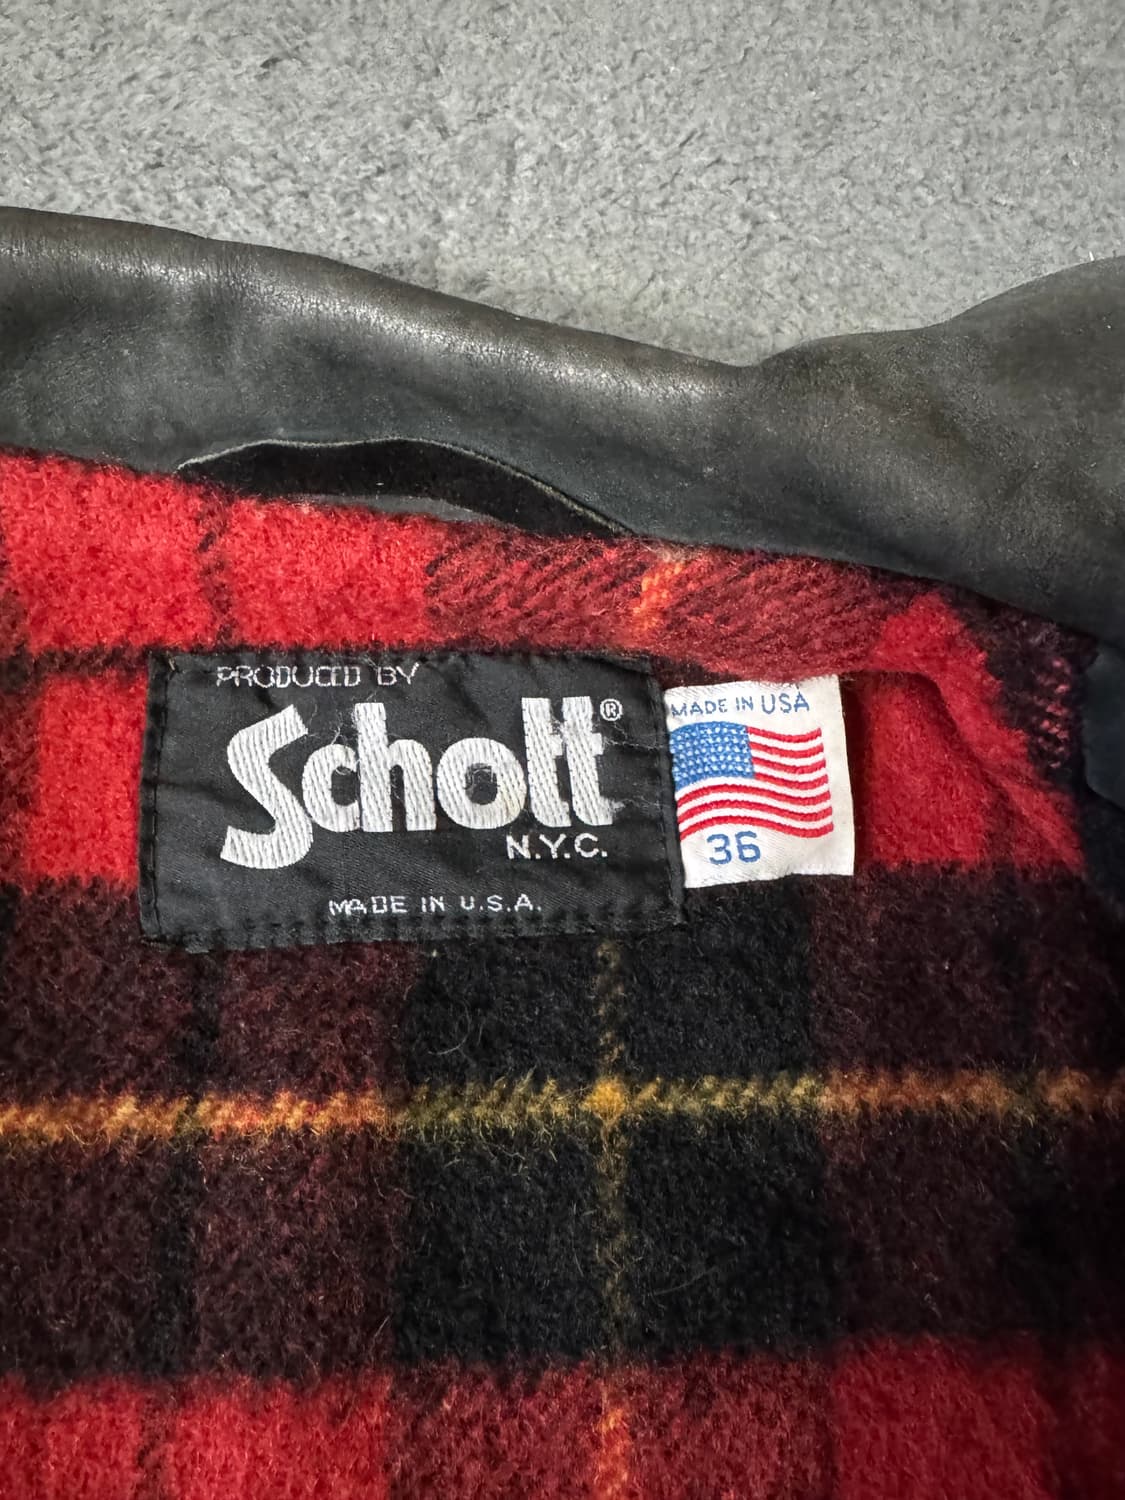 PRODUCED BY
Schott®
N.Y.C.
MADE IN U.S.A.
MADE IN USA
36